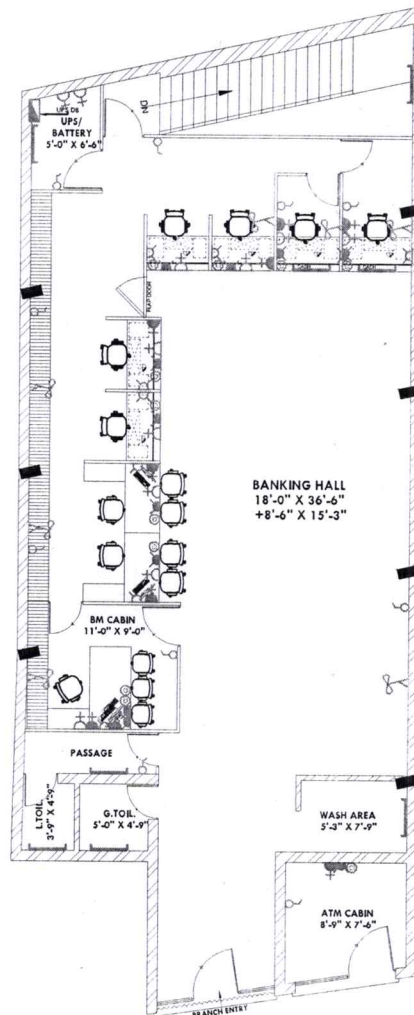 UPS DB
UPS/
BATTERY
5'-0" X 6'-6"
DN
FLAP DOOR
BANKING HALL
18'-0" X 36'-6"
+8'-6" X 15'-3"
BM CABIN
11'-0" X 9'-0"
PASSAGE
L.TOIL.
3'-9" X 4'-9"
G.TOIL.
5'-0" X 4'-9"
WASH AREA
5'-3" X 7'-9"
ATM CABIN
8'-9" X 7'-6"
BRANCH ENTRY